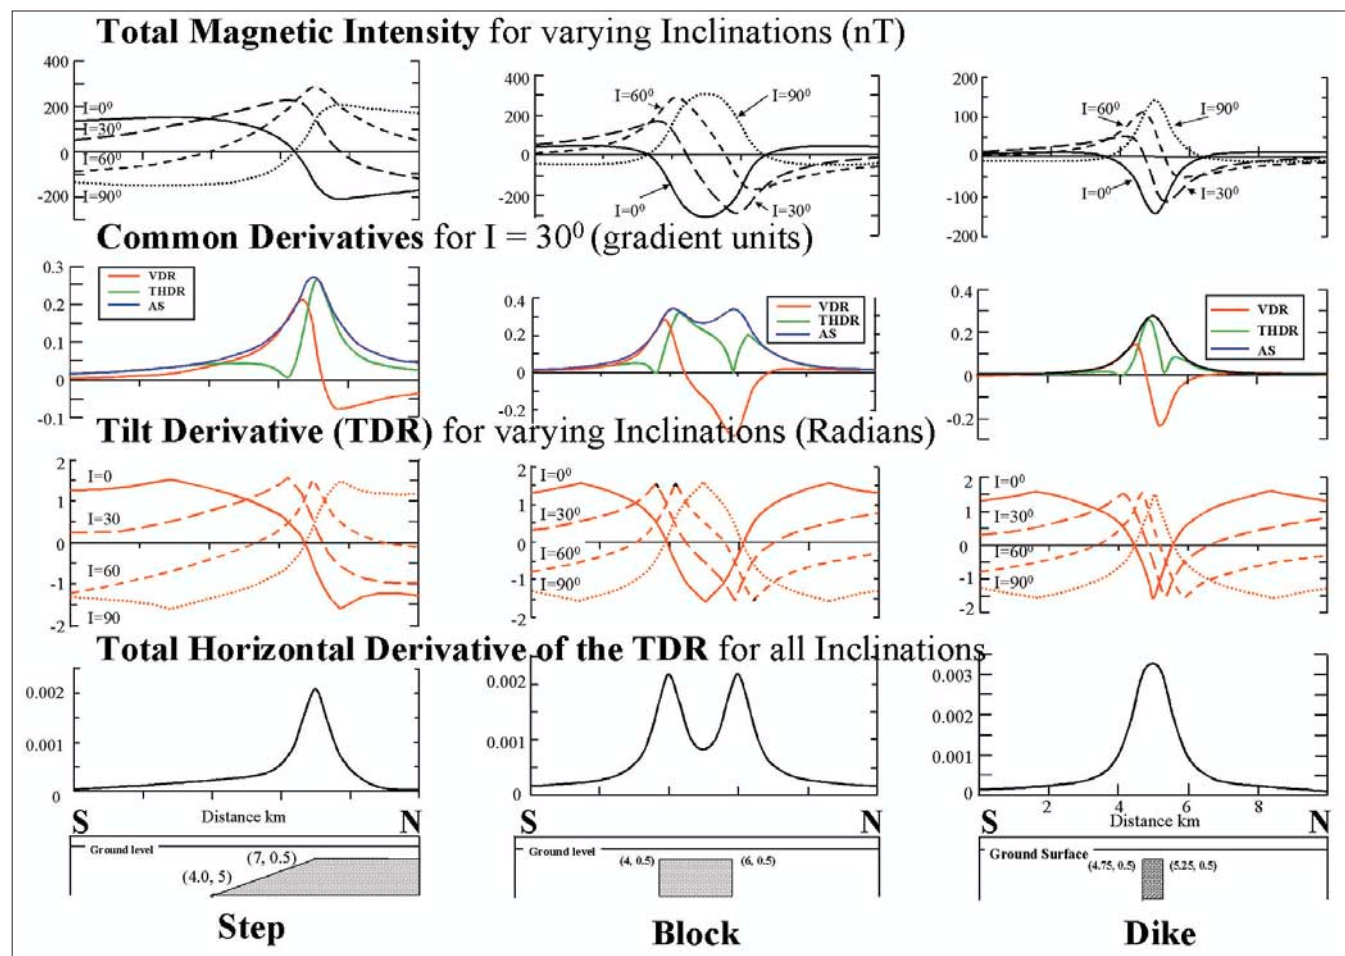 Total Magnetic Intensity for varying Inclinations (nT)
400
200
0
-200
I=0⁰
I=30⁰
I=60⁰
I=90⁰
400
200
0
-200
I=60⁰
I=90⁰
I=0⁰
I=30⁰
200
100
0
-100
-200
I=60⁰
I=90⁰
I=0⁰
I=30⁰
Common Derivatives for I = 30⁰ (gradient units)
0.3
0.2
0.1
0
-0.1
VDR
THDR
AS
0.4
0.2
0
-0.2
VDR
THDR
AS
0.4
0.2
0
-0.2
VDR
THDR
AS
Tilt Derivative (TDR) for varying Inclinations (Radians)
2
1
0
-1
-2
I=0
I=30
I=60
I=90
2
1
0
-1
-2
I=0⁰
I=30⁰
I=60⁰
I=90⁰
2
1
0
-1
-2
I=0⁰
I=30⁰
I=60⁰
I=90⁰
Total Horizontal Derivative of the TDR for all Inclinations
0.002
0.001
0
0.002
0.001
0
0.003
0.002
0.001
0
2 4 6 8
S Distance km N
S N
S Distance km N
Ground level
(7, 0.5)
(4.0, 5)
Step
Ground level
(4, 0.5) (6, 0.5)
Block
Ground Surface
(4.75, 0.5) (5.25, 0.5)
Dike